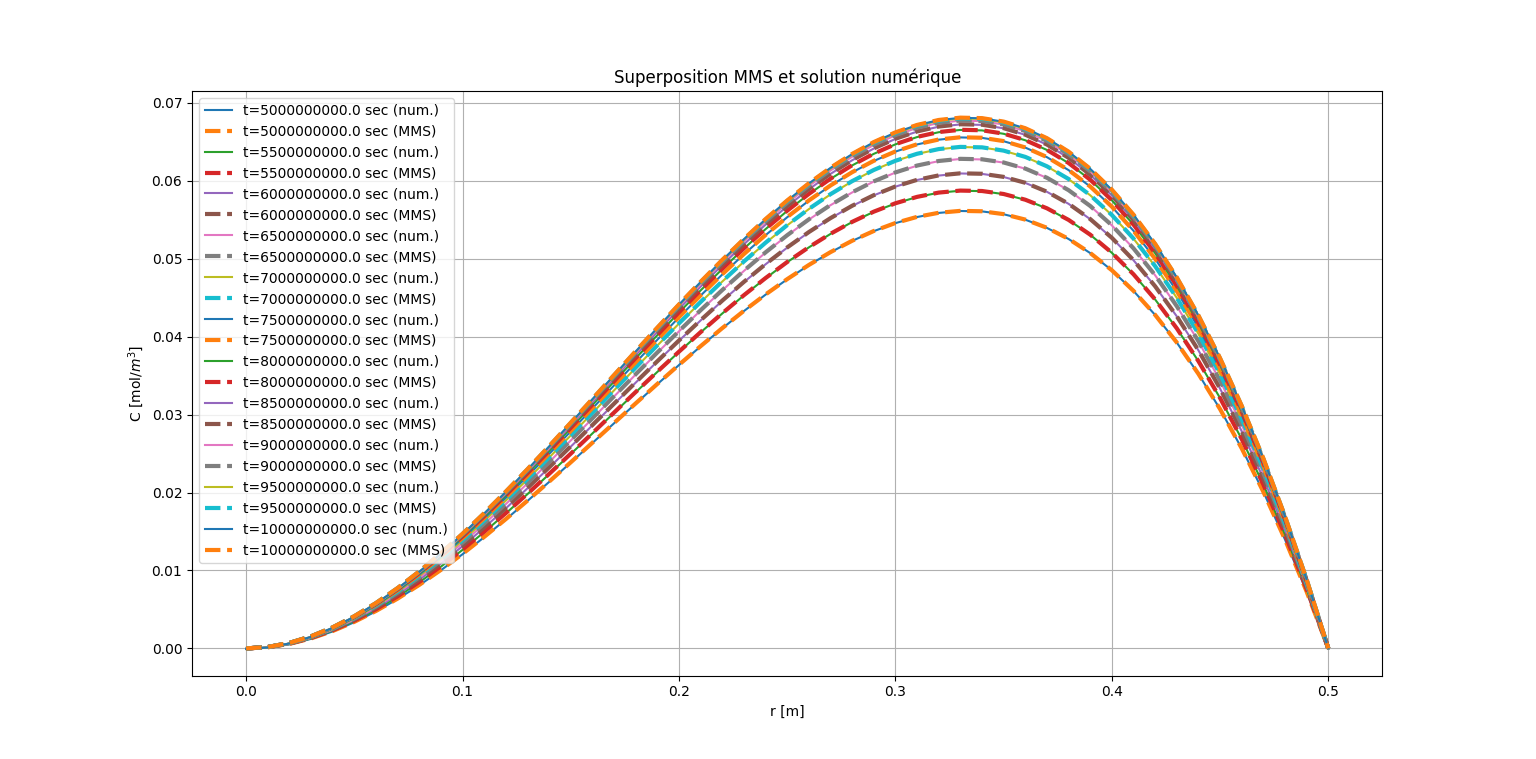 Superposition MMS et solution numérique
C [mol/m³]
0.07
0.06
0.05
0.04
0.03
0.02
0.01
0.00
t=5000000000.0 sec (num.)
t=5000000000.0 sec (MMS)
t=5500000000.0 sec (num.)
t=5500000000.0 sec (MMS)
t=6000000000.0 sec (num.)
t=6000000000.0 sec (MMS)
t=6500000000.0 sec (num.)
t=6500000000.0 sec (MMS)
t=7000000000.0 sec (num.)
t=7000000000.0 sec (MMS)
t=7500000000.0 sec (num.)
t=7500000000.0 sec (MMS)
t=8000000000.0 sec (num.)
t=8000000000.0 sec (MMS)
t=8500000000.0 sec (num.)
t=8500000000.0 sec (MMS)
t=9000000000.0 sec (num.)
t=9000000000.0 sec (MMS)
t=9500000000.0 sec (num.)
t=9500000000.0 sec (MMS)
t=10000000000.0 sec (num.)
t=10000000000.0 sec (MMS)
0.0 0.1 0.2 0.3 0.4 0.5
r [m]